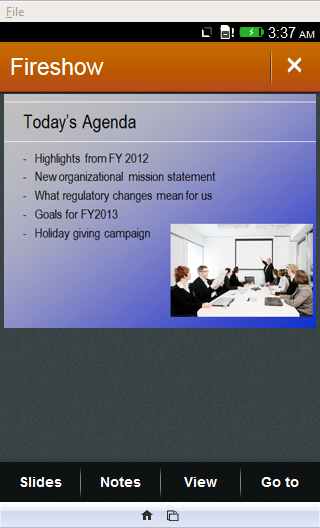 File
3:37 AM
Fireshow
Today's Agenda
- Highlights from FY 2012
- New organizational mission statement
- What regulatory changes mean for us
- Goals for FY2013
- Holiday giving campaign
Slides Notes View Go to